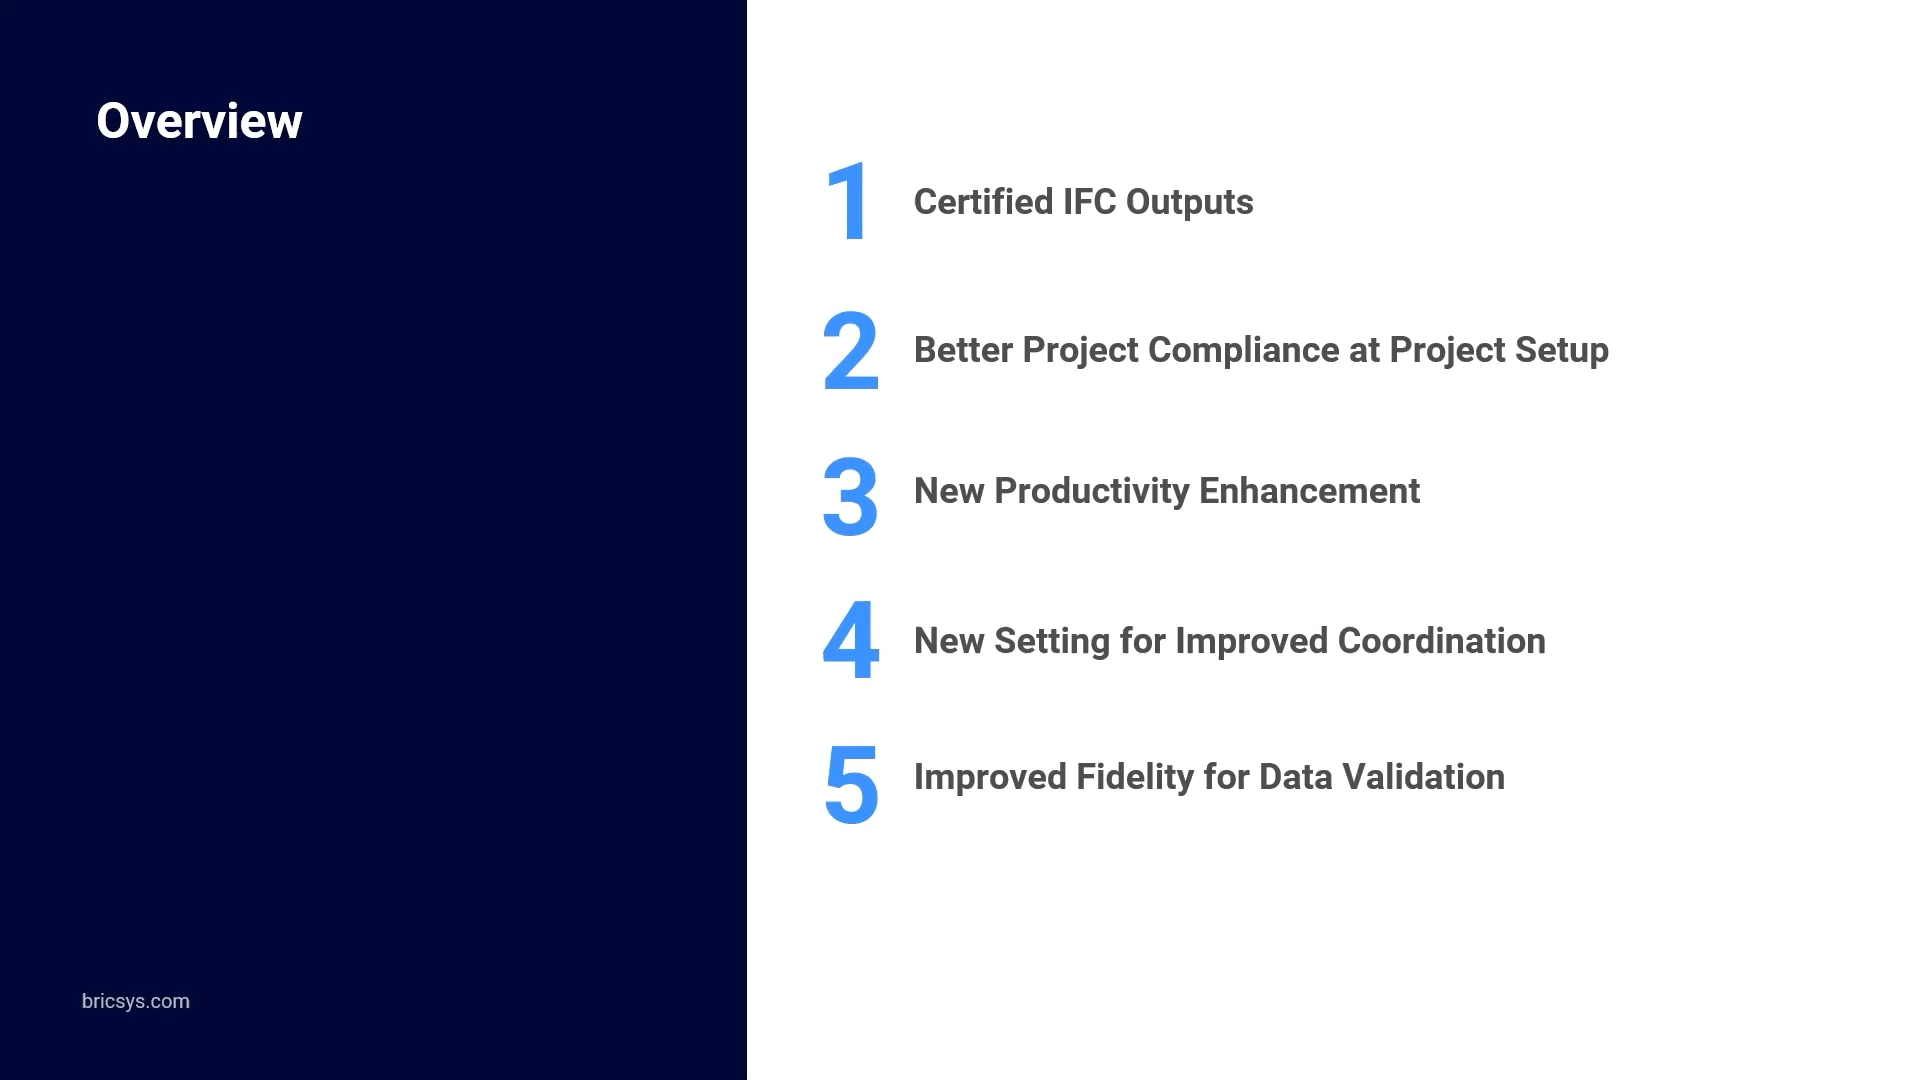 Overview
1 Certified IFC Outputs
2 Better Project Compliance at Project Setup
3 New Productivity Enhancement
4 New Setting for Improved Coordination
5 Improved Fidelity for Data Validation
bricsys.com